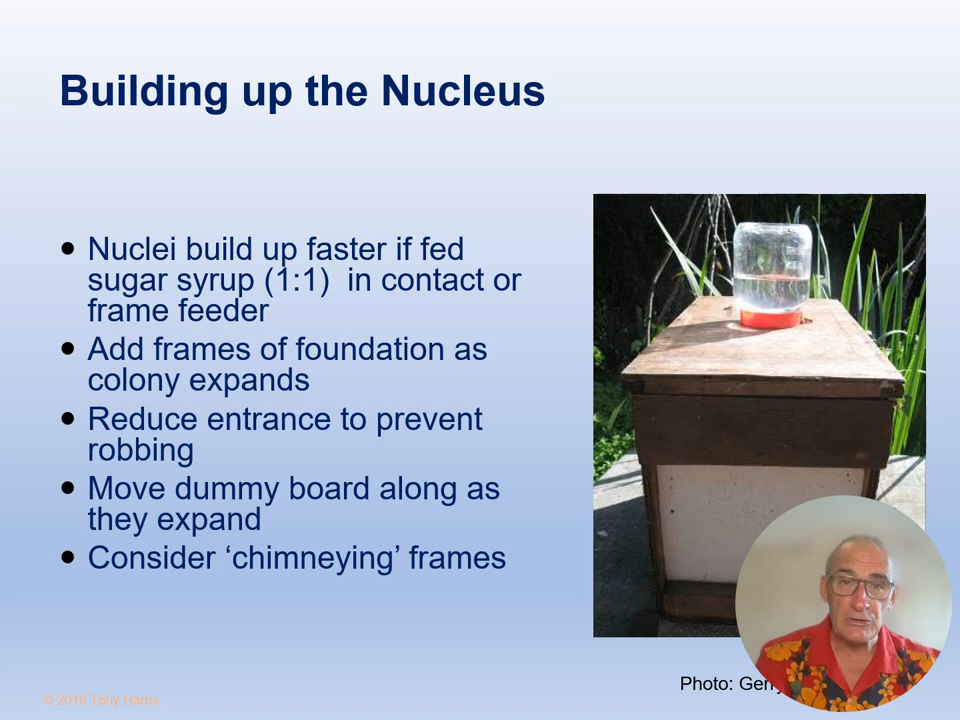 Building up the Nucleus
Nuclei build up faster if fed
sugar syrup (1:1) in contact or
frame feeder
Add frames of foundation as
colony expands
Reduce entrance to prevent
robbing
Move dummy board along as
they expand
Consider ‘chimneying’ frames
Photo:
© 2016 Tony Harris